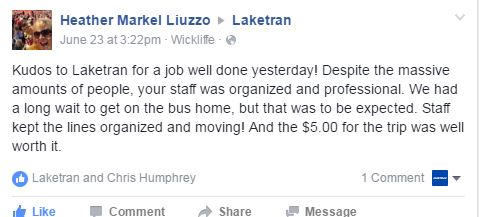 Heather Markel Liuzzo ▸ Laketran
June 23 at 3:22pm · Wickliffe ·
Kudos to Laketran for a job well done yesterday! Despite the massive
amounts of people, your staff was organized and professional. We had
a long wait to get on the bus home, but that was to be expected. Staff
kept the lines organized and moving! And the $5.00 for the trip was well
worth it.
Laketran and Chris Humphrey 1 Comment
Like Comment Share Message